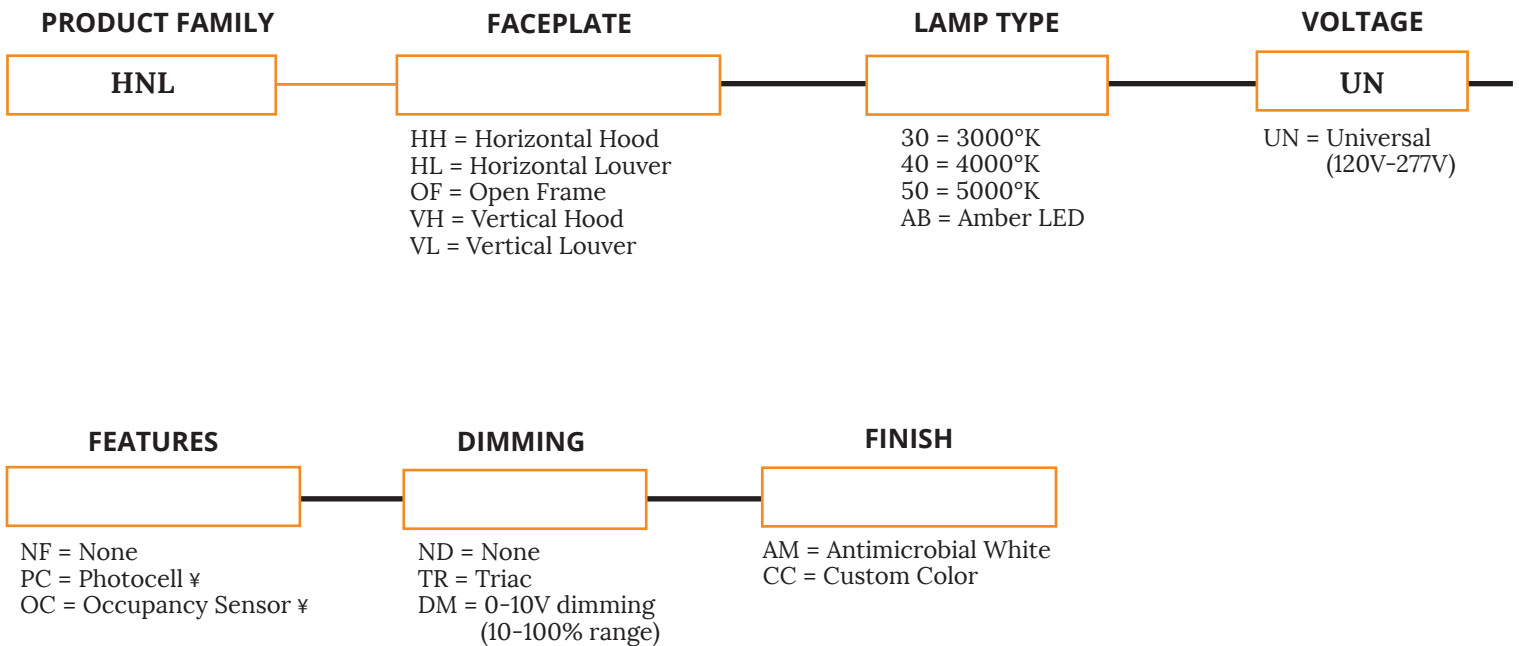 PRODUCT FAMILY
HNL
FACEPLATE
HH = Horizontal Hood
HL = Horizontal Louver
OF = Open Frame
VH = Vertical Hood
VL = Vertical Louver
LAMP TYPE
30 = 3000°K
40 = 4000°K
50 = 5000°K
AB = Amber LED
VOLTAGE
UN
UN = Universal
(120V-277V)
FEATURES
NF = None
PC = Photocell ¥
OC = Occupancy Sensor ¥
DIMMING
ND = None
TR = Triac
DM = 0-10V dimming
(10-100% range)
FINISH
AM = Antimicrobial White
CC = Custom Color